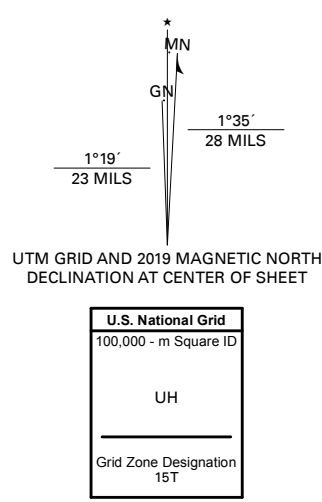 ★
MN
GN
1°35´
28 MILS
1°19´
23 MILS
UTM GRID AND 2019 MAGNETIC NORTH
DECLINATION AT CENTER OF SHEET
U.S. National Grid
100,000 - m Square ID
UH
Grid Zone Designation
15T